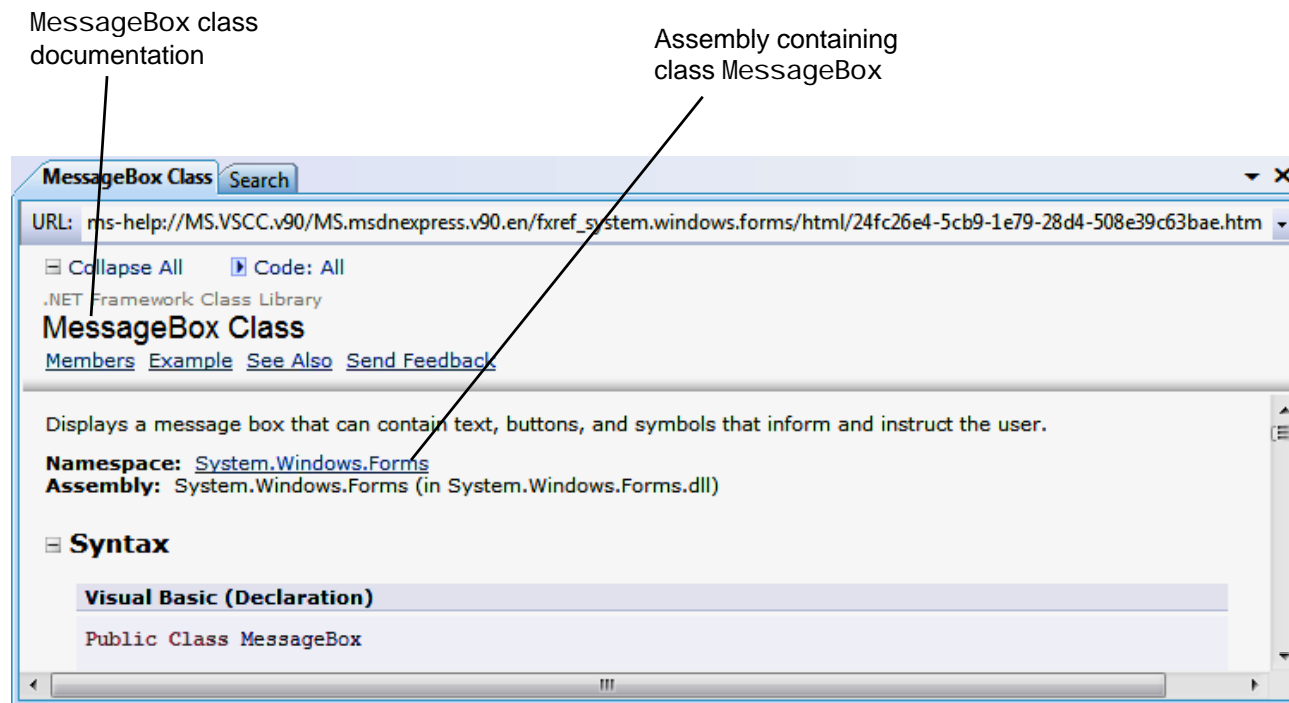 MessageBox class
documentation
Assembly containing
class MessageBox
MessageBox Class Search
URL: ms-help://MS.VSCC.v90/MS.msdnexpress.v90.en/fxref_system.windows.forms/html/24fc26e4-5cb9-1e79-28d4-508e39c63bae.htm
Collapse All Code: All
.NET Framework Class Library
MessageBox Class
Members Example See Also Send Feedback
Displays a message box that can contain text, buttons, and symbols that inform and instruct the user.
Namespace: System.Windows.Forms
Assembly: System.Windows.Forms (in System.Windows.Forms.dll)
Syntax
Visual Basic (Declaration)
Public Class MessageBox